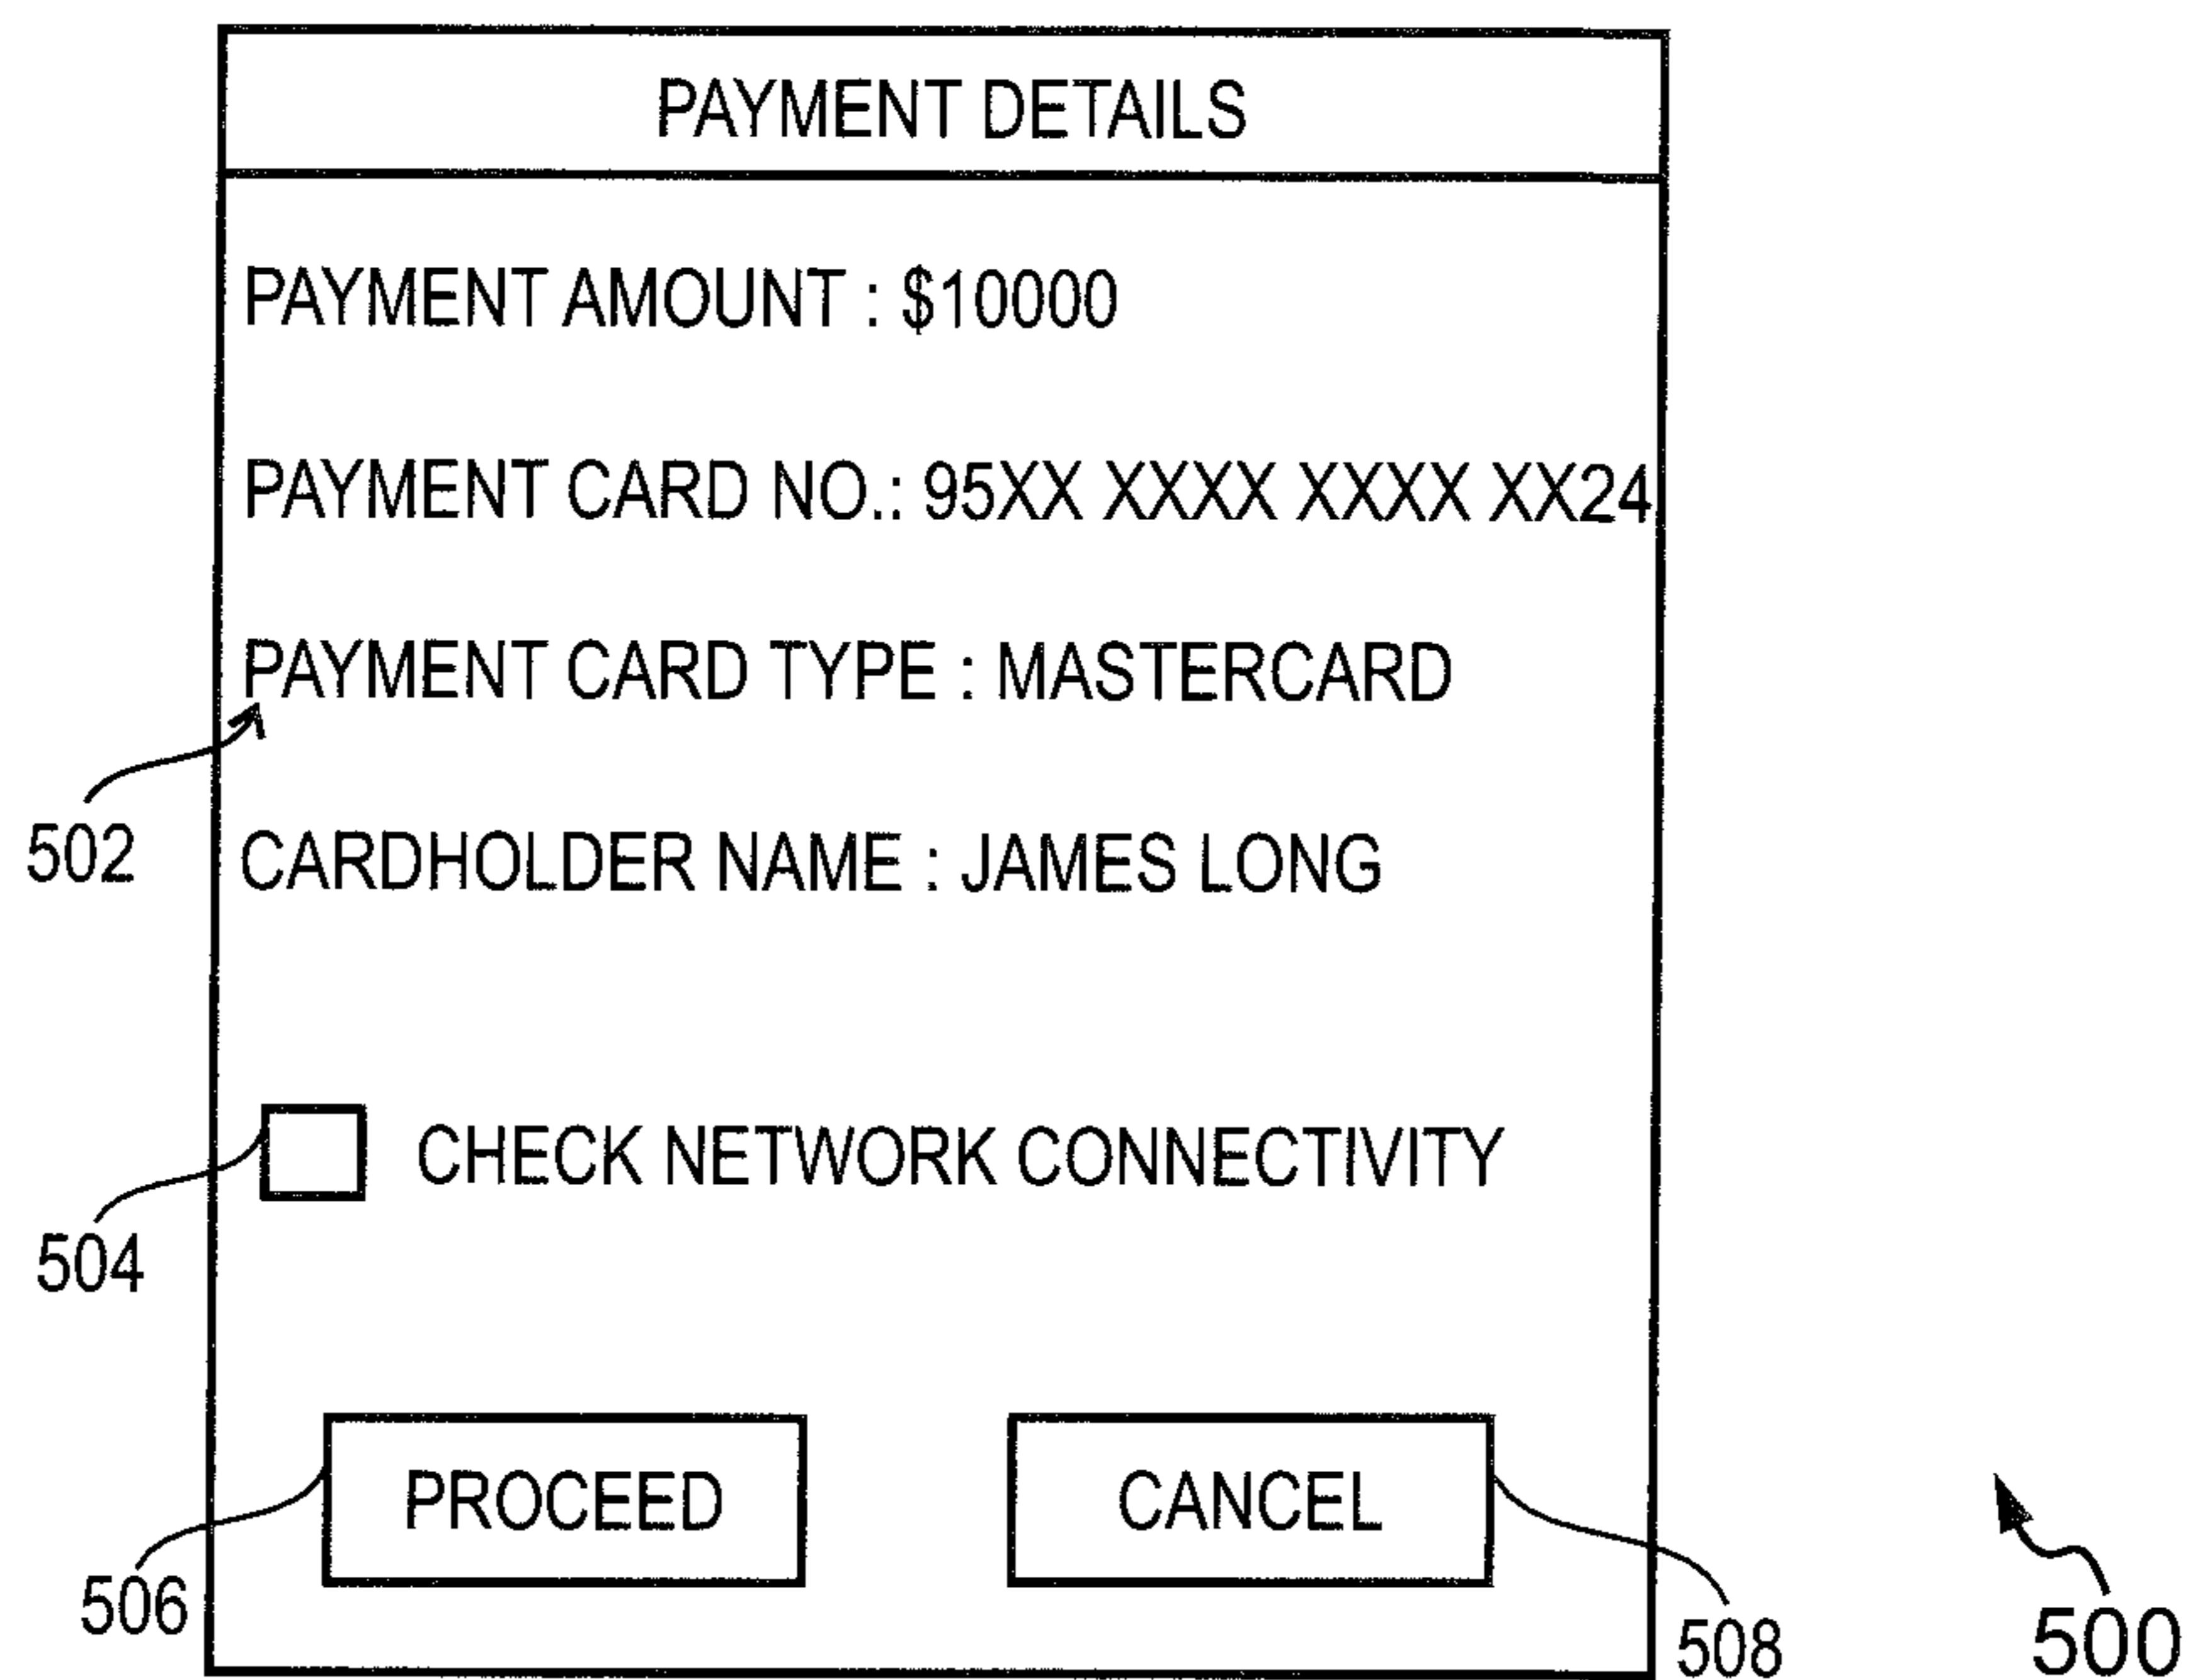 PAYMENT DETAILS
PAYMENT AMOUNT : $10000
PAYMENT CARD NO.: 95XX XXXX XXXX XX24
PAYMENT CARD TYPE : MASTERCARD
502
CARDHOLDER NAME : JAMES LONG
CHECK NETWORK CONNECTIVITY
504
PROCEED
CANCEL
506
508
500